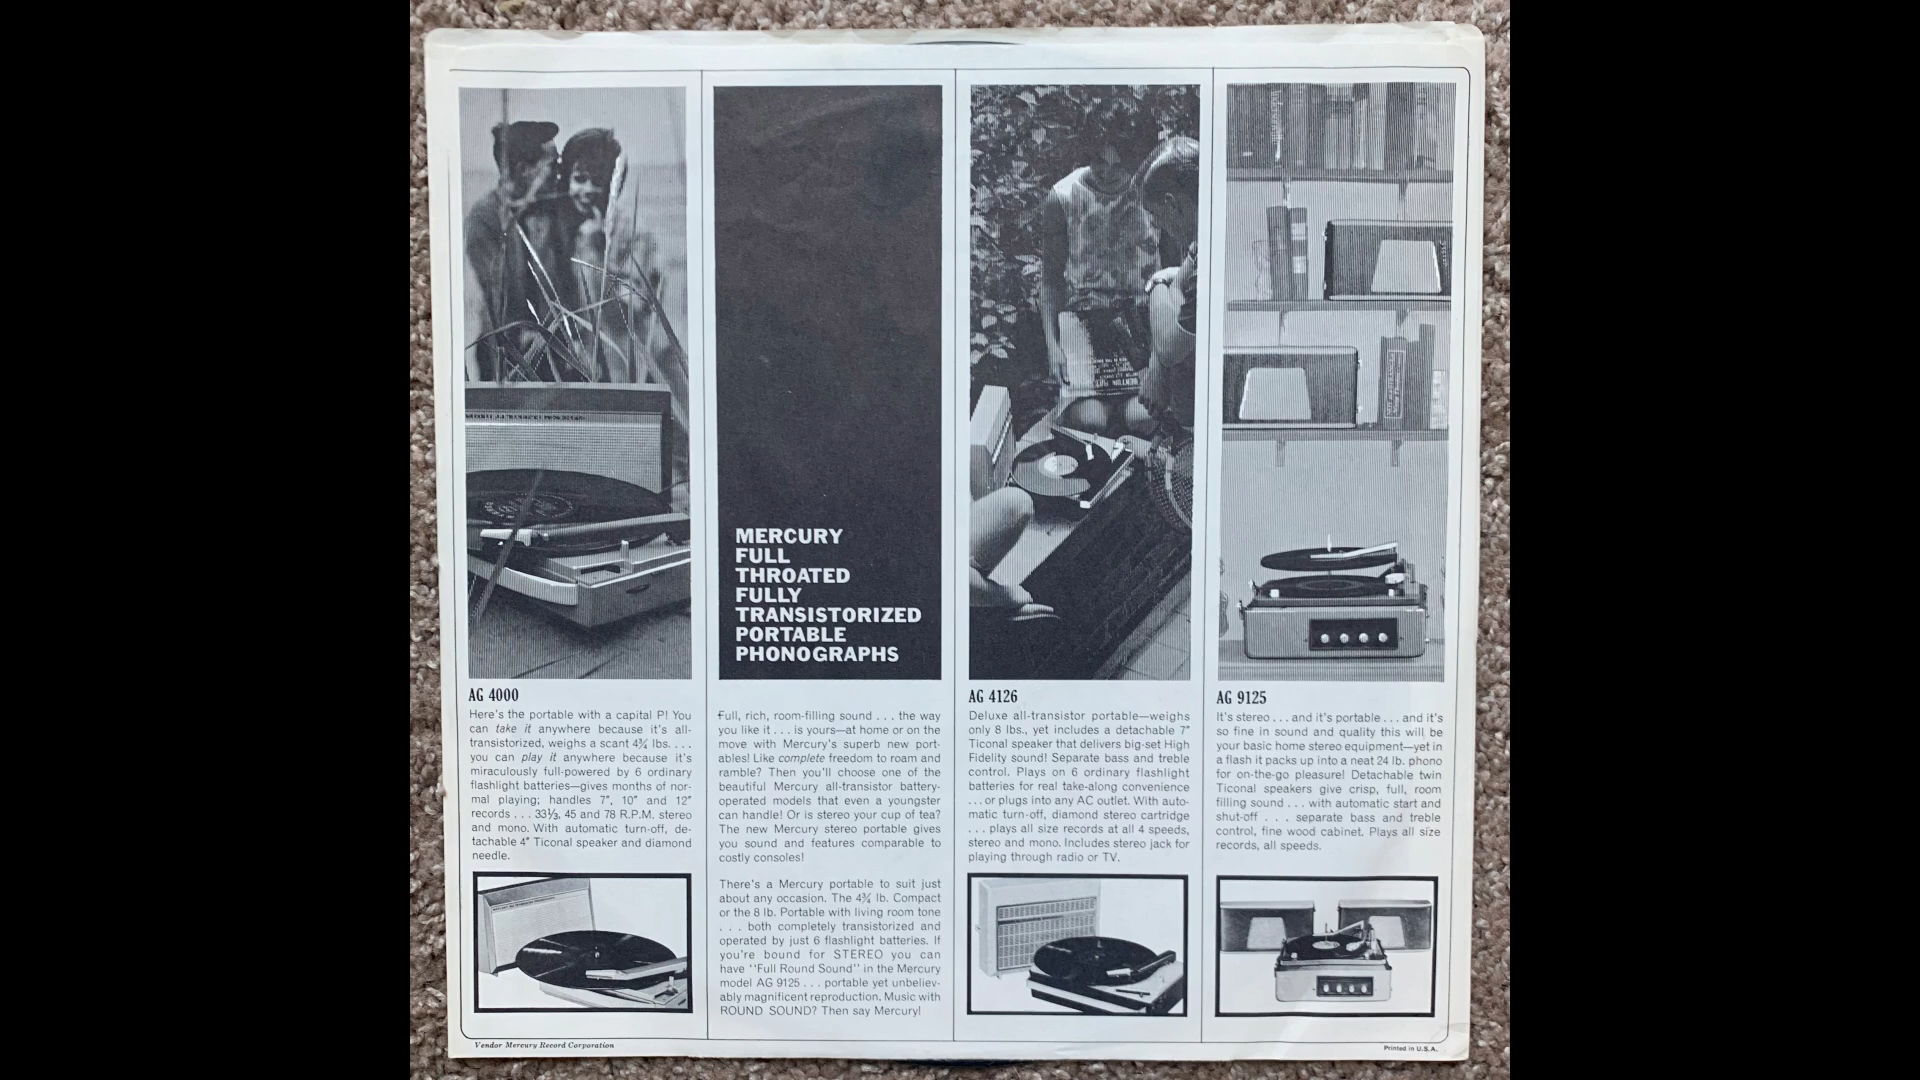 MERCURY
FULL
THROATED
FULLY
TRANSISTORIZED
PORTABLE
PHONOGRAPHS
AG 4000
Here's the portable with a capital P! You
can take it anywhere because it's all-
transistorized, weighs a scant 4¾ lbs. . . .
you can play it anywhere because it's
miraculously full-powered by 6 ordinary
flashlight batteries—gives months of nor-
mal playing; handles 7", 10" and 12"
records . . . 33⅓, 45 and 78 R.P.M. stereo
and mono. With automatic turn-off, de-
tachable 4" Ticonal speaker and diamond
needle.
Full, rich, room-filling sound . . . the way
you like it . . . is yours—at home or on the
move with Mercury's superb new port-
ables! Like complete freedom to roam and
ramble? Then you'll choose one of the
beautiful Mercury all-transistor battery-
operated models that even a youngster
can handle! Or is stereo your cup of tea?
The new Mercury stereo portable gives
you sound and features comparable to
costly consoles!
There's a Mercury portable to suit just
about any occasion. The 4¾ lb. Compact
or the 8 lb. Portable with living room tone
. . . both completely transistorized and
operated by just 6 flashlight batteries. If
you're bound for STEREO you can
have "Full Round Sound" in the Mercury
model AG 9125 . . . portable yet unbeliev-
ably magnificent reproduction. Music with
ROUND SOUND? Then say Mercury!
AG 4126
Deluxe all-transistor portable—weighs
only 8 lbs., yet includes a detachable 7"
Ticonal speaker that delivers big-set High
Fidelity sound! Separate bass and treble
control. Plays on 6 ordinary flashlight
batteries for real take-along convenience
. . . or plugs into any AC outlet. With auto-
matic turn-off, diamond stereo cartridge
. . . plays all size records at all 4 speeds,
stereo and mono. Includes stereo jack for
playing through radio or TV.
AG 9125
It's stereo . . . and it's portable . . . and it's
so fine in sound and quality this will be
your basic home stereo equipment—yet in
a flash it packs up into a neat 24 lb. phono
for on-the-go pleasure! Detachable twin
Ticonal speakers give crisp, full, room
filling sound . . . with automatic start and
shut-off . . . separate bass and treble
control, fine wood cabinet. Plays all size
records, all speeds.
Vendor Mercury Record Corporation
Printed in U.S.A.